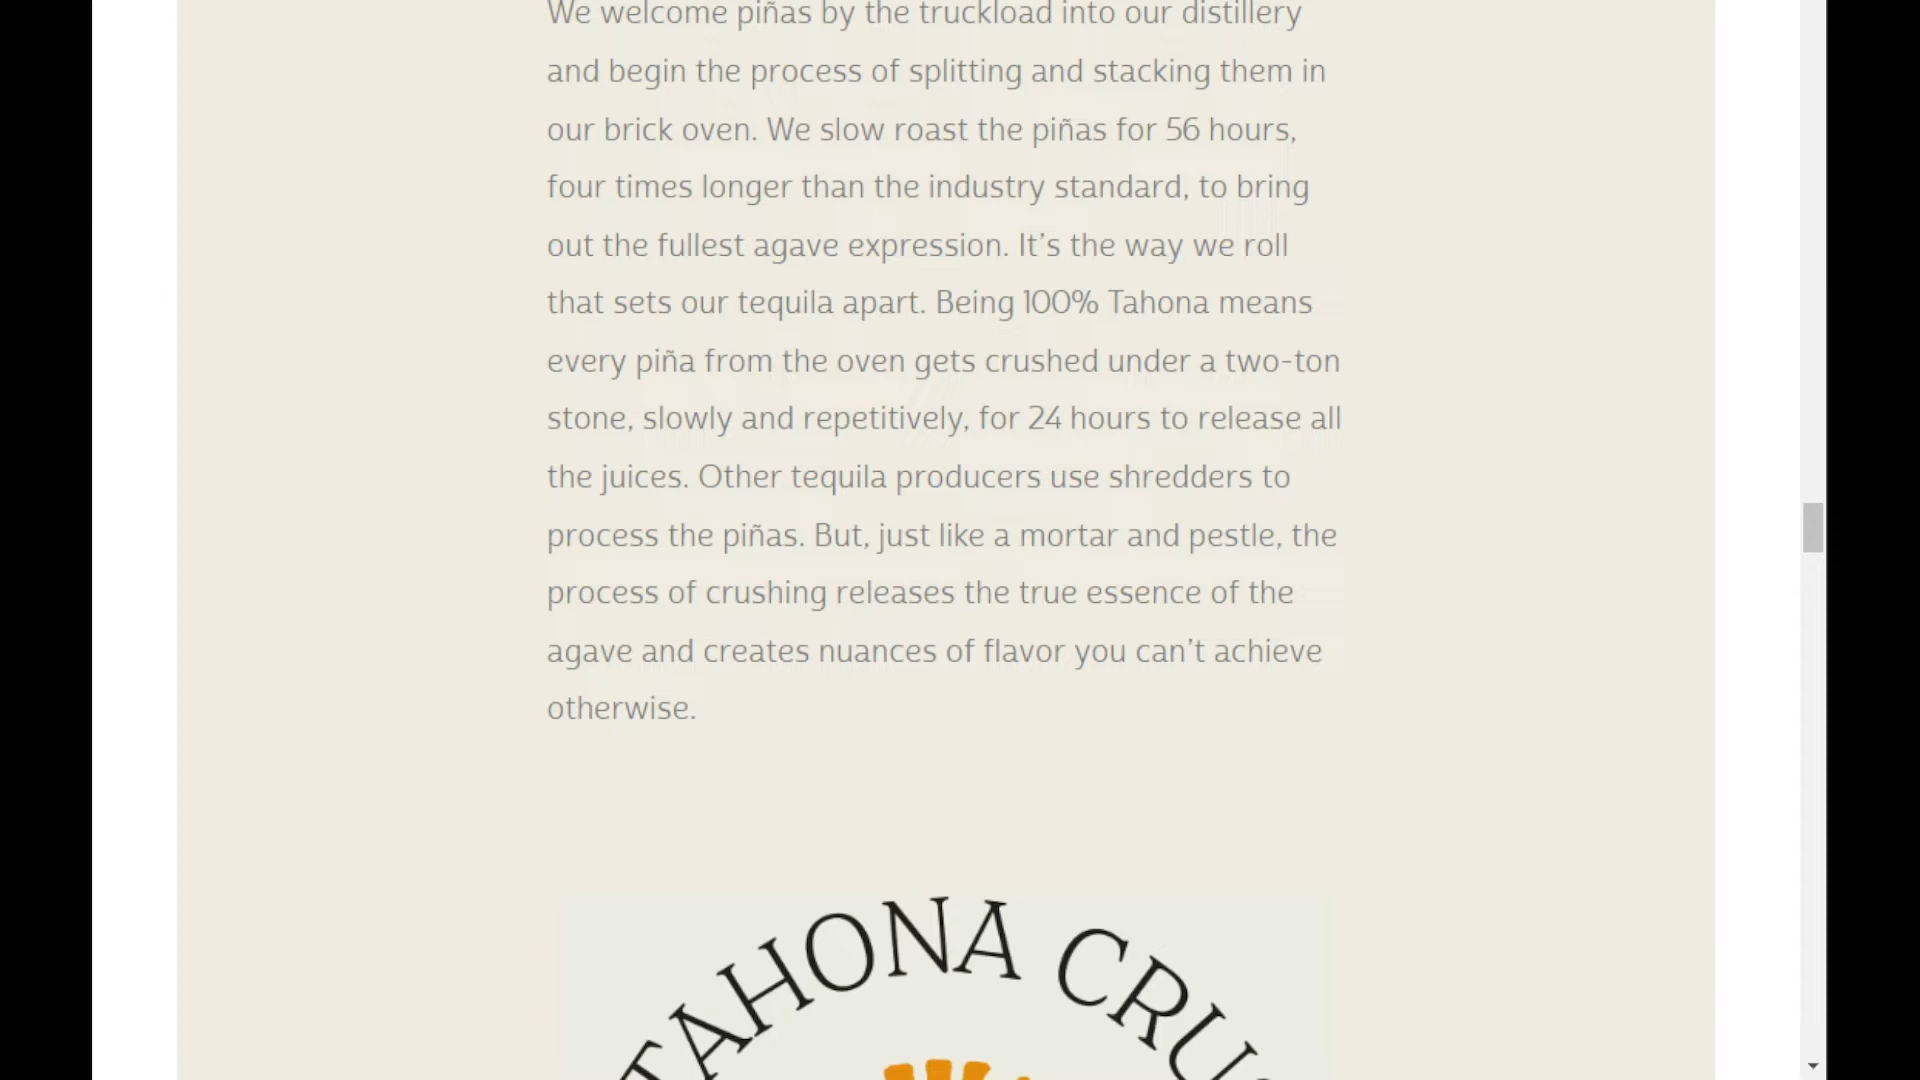 We welcome piñas by the truckload into our distillery
and begin the process of splitting and stacking them in
our brick oven. We slow roast the piñas for 56 hours,
four times longer than the industry standard, to bring
out the fullest agave expression. It’s the way we roll
that sets our tequila apart. Being 100% Tahona means
every piña from the oven gets crushed under a two-ton
stone, slowly and repetitively, for 24 hours to release all
the juices. Other tequila producers use shredders to
process the piñas. But, just like a mortar and pestle, the
process of crushing releases the true essence of the
agave and creates nuances of flavor you can’t achieve
otherwise.
TAHONA CRU